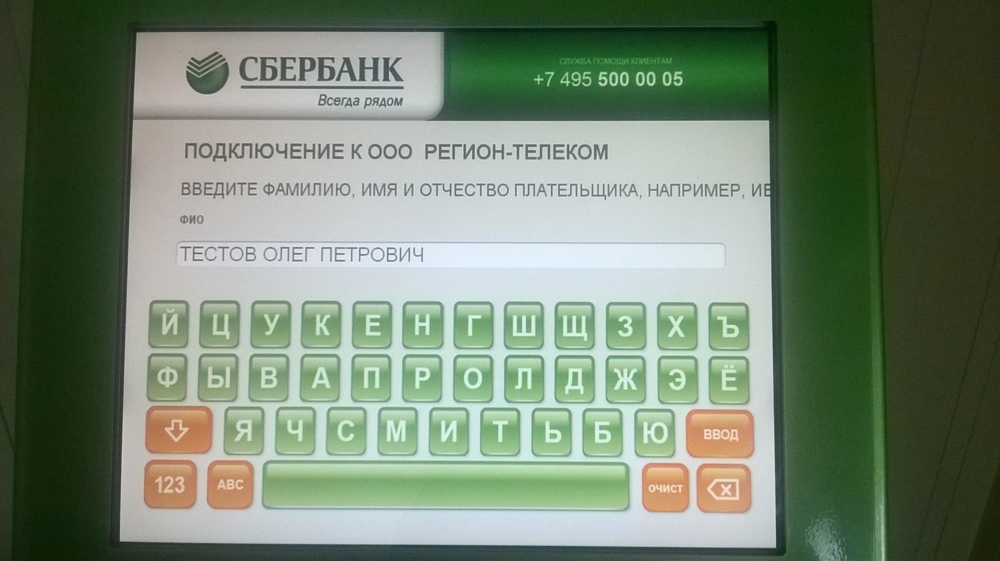 СБЕРБАНК
Всегда рядом
СЛУЖБА ПОМОЩИ КЛИЕНТАМ
+7 495 500 00 05
ПОДКЛЮЧЕНИЕ К ООО РЕГИОН-ТЕЛЕКОМ
ВВЕДИТЕ ФАМИЛИЮ, ИМЯ И ОТЧЕСТВО ПЛАТЕЛЬЩИКА, НАПРИМЕР, ИВ
ФИО
ТЕСТОВ ОЛЕГ ПЕТРОВИЧ
Й Ц У К Е Н Г Ш Щ З Х Ъ
Ф Ы В А П Р О Л Д Ж Э Ё
Я Ч С М И Т Ь Б Ю ВВОД
123 ABC ОЧИСТ